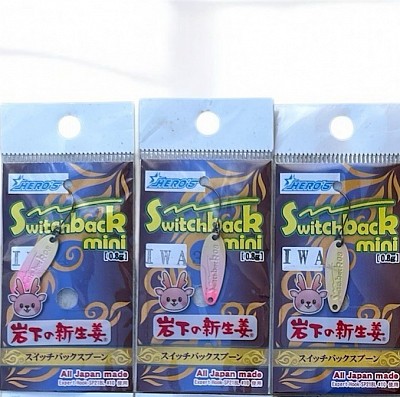 HERO'S
Switchback
mini
[0.8g]
IWA
岩下の新生姜
スイッチバックスプーン
All Japan made
HERO'S
Switchback
mini
[0.8g]
IWA
岩下の新生姜
スイッチバックスプーン
All Japan made
HERO'S
Switchback
mini
[0.8g]
IWA
岩下の新生姜
スイッチバックスプーン
All Japan made